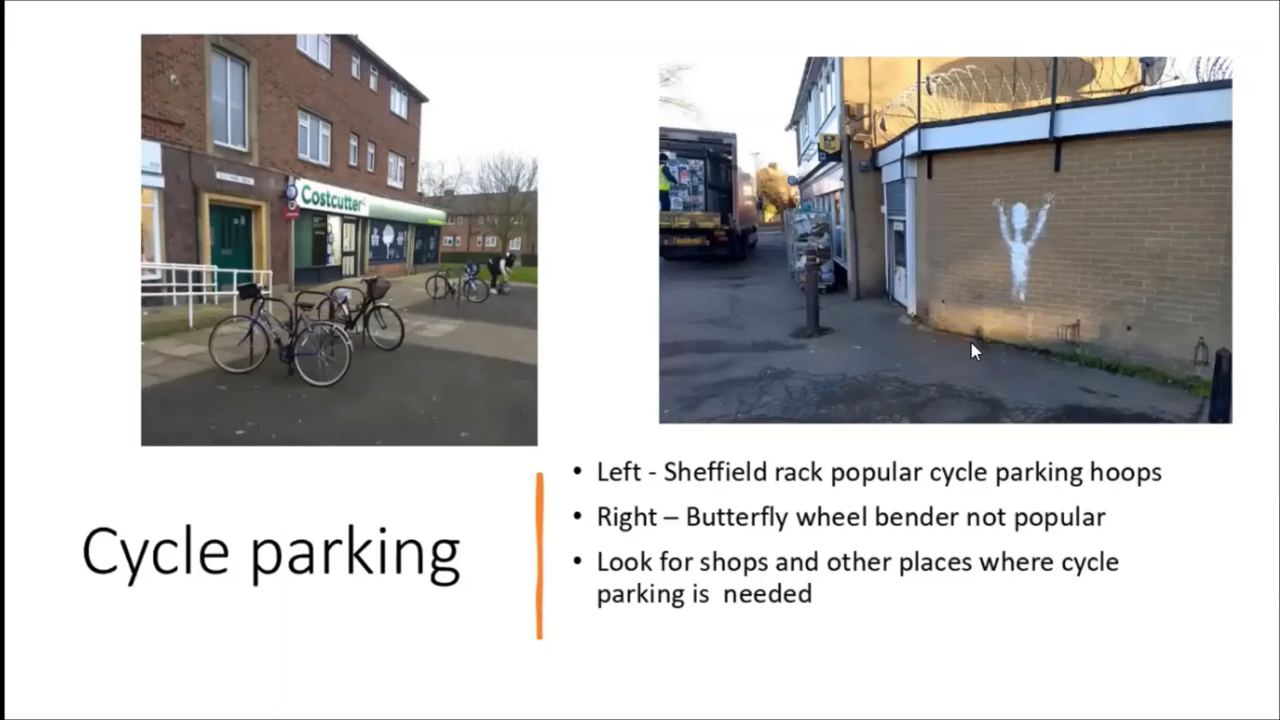 Costcutter
Cycle parking
• Left - Sheffield rack popular cycle parking hoops
• Right – Butterfly wheel bender not popular
• Look for shops and other places where cycle
parking is needed